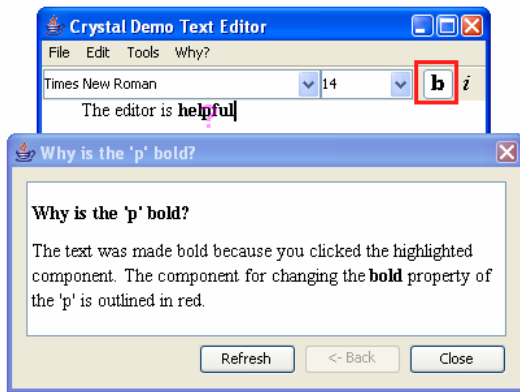 Crystal Demo Text Editor
File Edit Tools Why?
Times New Roman 14 b i
The editor is helpful
?
Why is the 'p' bold?
Why is the 'p' bold?
The text was made bold because you clicked the highlighted
component. The component for changing the bold property of
the 'p' is outlined in red.
Refresh <- Back Close